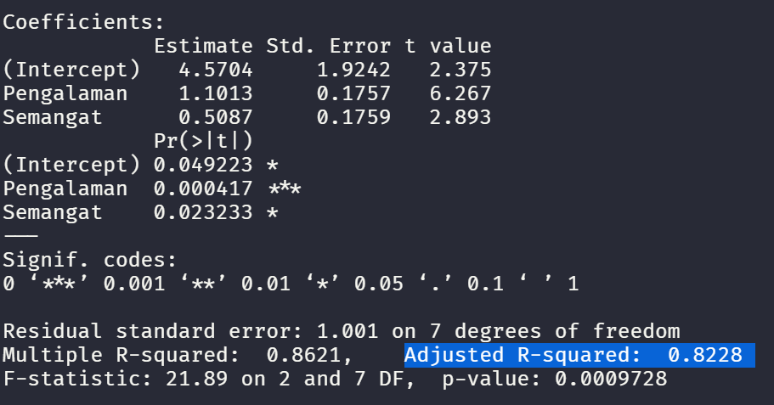 Coefficients:
            Estimate Std. Error t value
(Intercept)   4.5704     1.9242   2.375
Pengalaman    1.1013     0.1757   6.267
Semangat      0.5087     0.1759   2.893
            Pr(>|t|)
(Intercept) 0.049223 *
Pengalaman  0.000417 ***
Semangat    0.023233 *
---
Signif. codes:
0 ‘***’ 0.001 ‘**’ 0.01 ‘*’ 0.05 ‘.’ 0.1 ‘ ’ 1

Residual standard error: 1.001 on 7 degrees of freedom
Multiple R-squared:  0.8621,    Adjusted R-squared:  0.8228
F-statistic: 21.89 on 2 and 7 DF,  p-value: 0.0009728